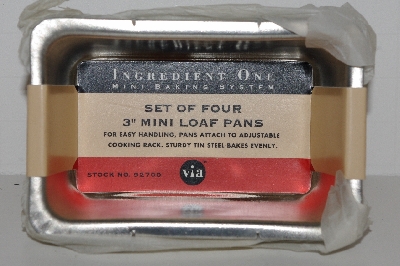 INGREDIENT ONE
MINI BAKING SYSTEM
SET OF FOUR
3" MINI LOAF PANS
FOR EASY HANDLING, PANS ATTACH TO ADJUSTABLE
COOKING RACK. STURDY TIN STEEL BAKES EVENLY.
STOCK NO. 92700
via